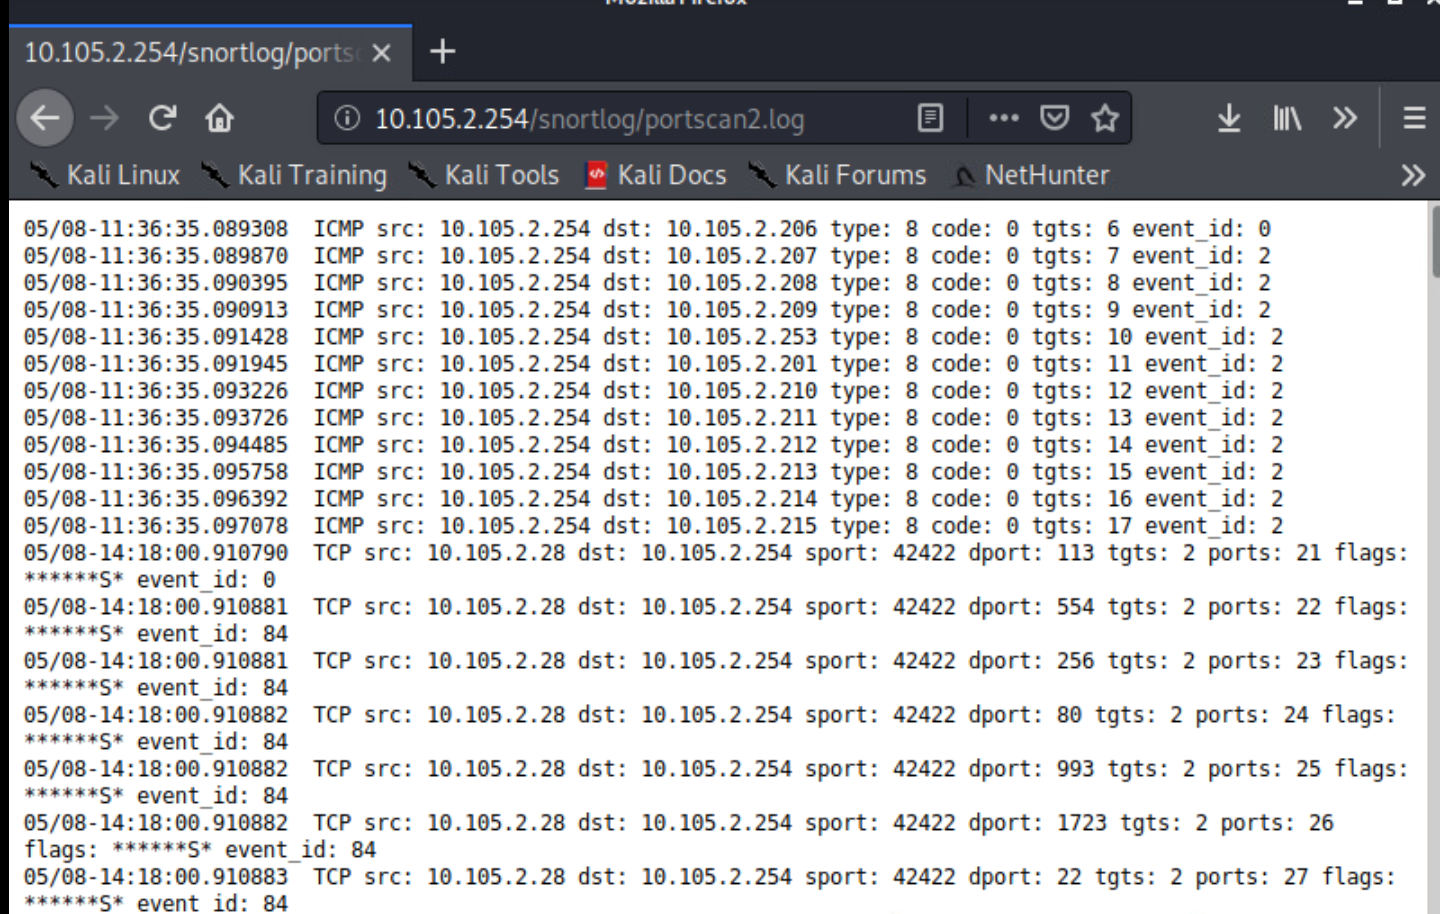 Mozilla Firefox
10.105.2.254/snortlog/ports
10.105.2.254/snortlog/portscan2.log
Kali Linux Kali Training Kali Tools Kali Docs Kali Forums NetHunter
05/08-11:36:35.089308 ICMP src: 10.105.2.254 dst: 10.105.2.206 type: 8 code: 0 tgts: 6 event_id: 0
05/08-11:36:35.089870 ICMP src: 10.105.2.254 dst: 10.105.2.207 type: 8 code: 0 tgts: 7 event_id: 2
05/08-11:36:35.090395 ICMP src: 10.105.2.254 dst: 10.105.2.208 type: 8 code: 0 tgts: 8 event_id: 2
05/08-11:36:35.090913 ICMP src: 10.105.2.254 dst: 10.105.2.209 type: 8 code: 0 tgts: 9 event_id: 2
05/08-11:36:35.091428 ICMP src: 10.105.2.254 dst: 10.105.2.253 type: 8 code: 0 tgts: 10 event_id: 2
05/08-11:36:35.091945 ICMP src: 10.105.2.254 dst: 10.105.2.201 type: 8 code: 0 tgts: 11 event_id: 2
05/08-11:36:35.093226 ICMP src: 10.105.2.254 dst: 10.105.2.210 type: 8 code: 0 tgts: 12 event_id: 2
05/08-11:36:35.093726 ICMP src: 10.105.2.254 dst: 10.105.2.211 type: 8 code: 0 tgts: 13 event_id: 2
05/08-11:36:35.094485 ICMP src: 10.105.2.254 dst: 10.105.2.212 type: 8 code: 0 tgts: 14 event_id: 2
05/08-11:36:35.095758 ICMP src: 10.105.2.254 dst: 10.105.2.213 type: 8 code: 0 tgts: 15 event_id: 2
05/08-11:36:35.096392 ICMP src: 10.105.2.254 dst: 10.105.2.214 type: 8 code: 0 tgts: 16 event_id: 2
05/08-11:36:35.097078 ICMP src: 10.105.2.254 dst: 10.105.2.215 type: 8 code: 0 tgts: 17 event_id: 2
05/08-14:18:00.910790 TCP src: 10.105.2.28 dst: 10.105.2.254 sport: 42422 dport: 113 tgts: 2 ports: 21 flags:
******S* event_id: 0
05/08-14:18:00.910881 TCP src: 10.105.2.28 dst: 10.105.2.254 sport: 42422 dport: 554 tgts: 2 ports: 22 flags:
******S* event_id: 84
05/08-14:18:00.910881 TCP src: 10.105.2.28 dst: 10.105.2.254 sport: 42422 dport: 256 tgts: 2 ports: 23 flags:
******S* event_id: 84
05/08-14:18:00.910882 TCP src: 10.105.2.28 dst: 10.105.2.254 sport: 42422 dport: 80 tgts: 2 ports: 24 flags:
******S* event_id: 84
05/08-14:18:00.910882 TCP src: 10.105.2.28 dst: 10.105.2.254 sport: 42422 dport: 993 tgts: 2 ports: 25 flags:
******S* event_id: 84
05/08-14:18:00.910882 TCP src: 10.105.2.28 dst: 10.105.2.254 sport: 42422 dport: 1723 tgts: 2 ports: 26
flags: ******S* event_id: 84
05/08-14:18:00.910883 TCP src: 10.105.2.28 dst: 10.105.2.254 sport: 42422 dport: 22 tgts: 2 ports: 27 flags:
******S* event_id: 84